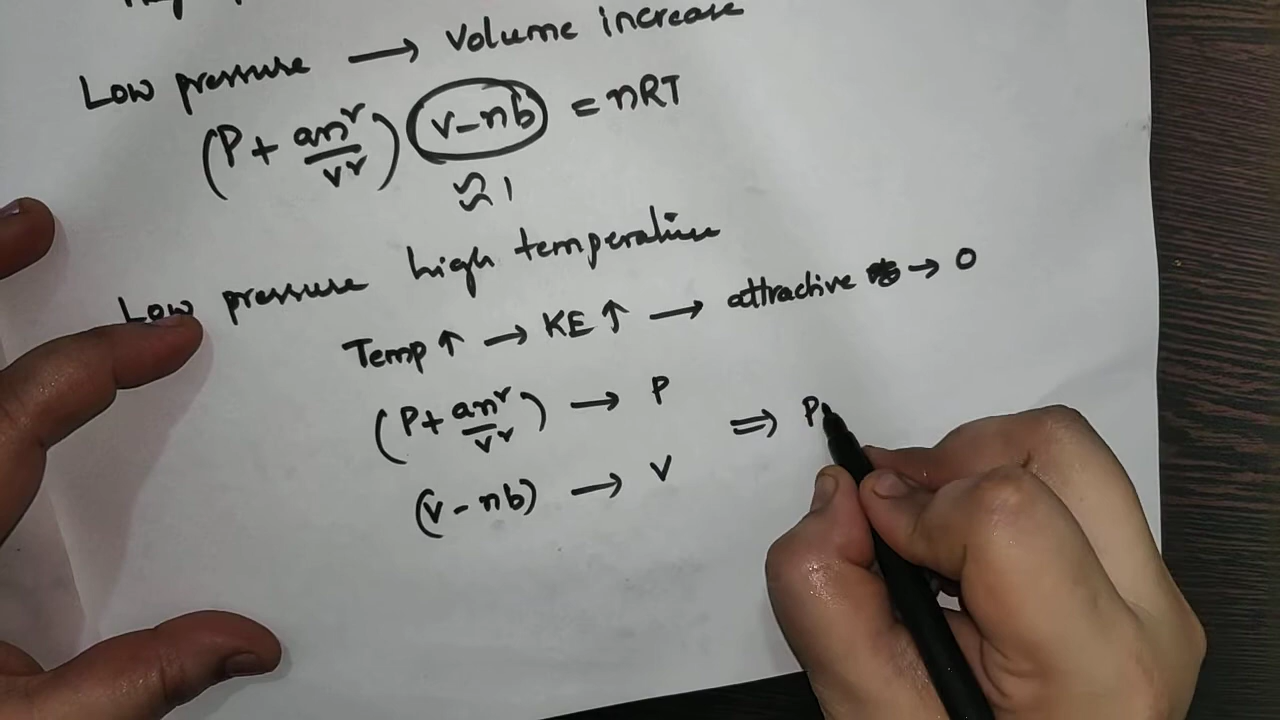 Low pressure → Volume increase
(P + an²/v²) (v-nb) = nRT
≈ 1
Low pressure high temperature
Temp ↑ → KE ↑ → attractive → 0
(P + an²/v²) → P
⇒ P
(v - nb) → V